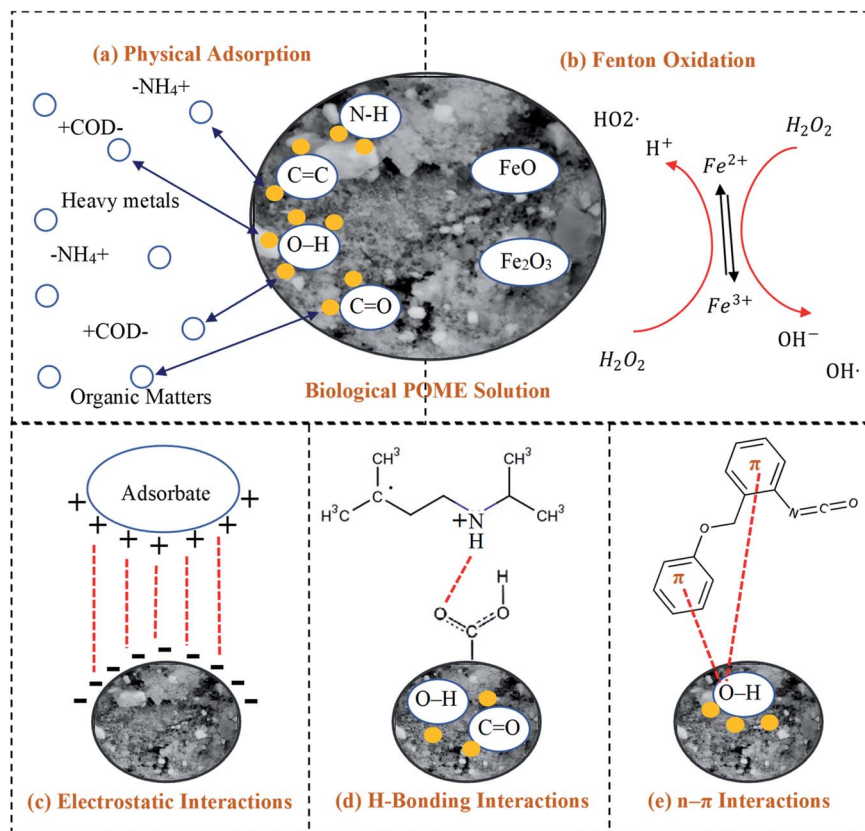 (a) Physical Adsorption
-NH₄+
+COD-
Heavy metals
-NH₄+
+COD-
Organic Matters
N-H
C=C
O–H
C=O
FeO
Fe₂O₃
Biological POME Solution
(b) Fenton Oxidation
HO2·
H⁺
H₂O₂
Fe²⁺
Fe³⁺
H₂O₂
OH⁻
OH·
Adsorbate
+ + + + + + +
- - - - - - - - -
(c) Electrostatic Interactions
CH³
CH³
C·
H³C
+N
H
CH³
H
O
O
C
O–H
C=O
(d) H-Bonding Interactions
π
N=C=O
O
π
O–H
(e) n–π Interactions